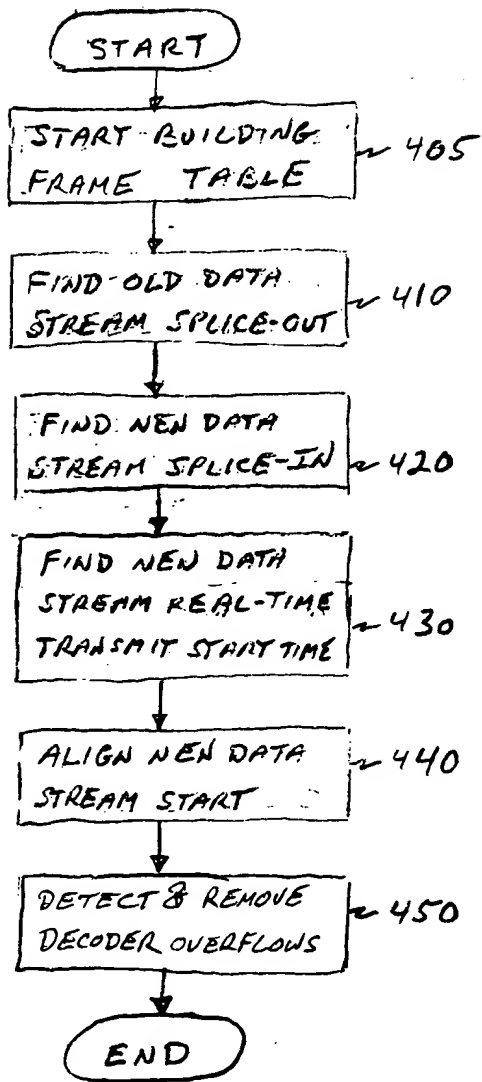 START
START BUILDING
FRAME TABLE
405
FIND OLD DATA
STREAM SPLICE-OUT
410
FIND NEW DATA
STREAM SPLICE-IN
420
FIND NEW DATA
STREAM REAL-TIME
TRANSMIT START TIME
430
ALIGN NEW DATA
STREAM START
440
DETECT & REMOVE
DECODER OVERFLOWS
450
END